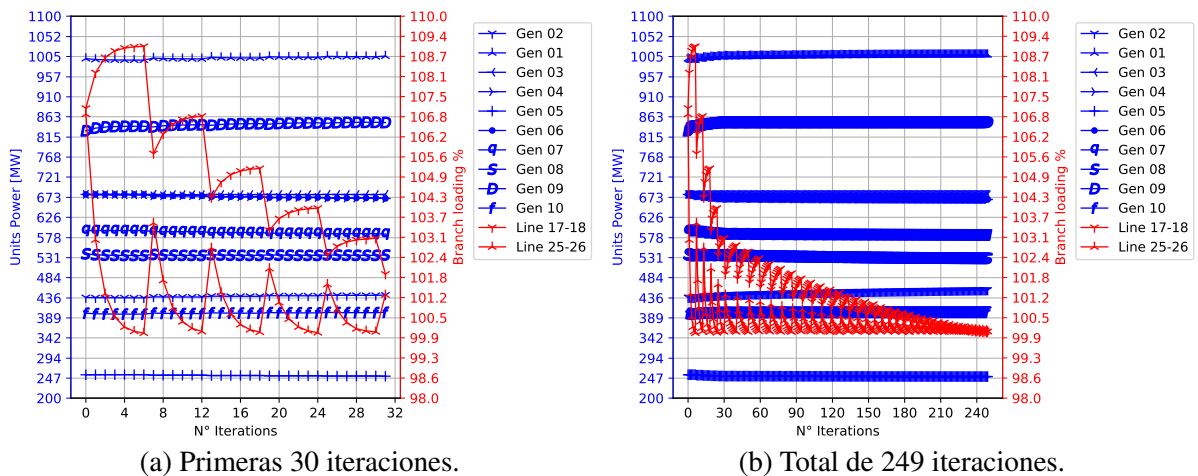 1100
1052
1005
957
910
863
815
768
721
673
626
578
531
484
436
389
342
294
247
200
Units Power [MW]
0 4 8 12 16 20 24 28 32
N° Iterations
110.0
109.4
108.7
108.1
107.5
106.8
106.2
105.6
104.9
104.3
103.7
103.1
102.4
101.8
101.2
100.5
99.9
99.3
98.6
98.0
Branch loading %
Gen 02
Gen 01
Gen 03
Gen 04
Gen 05
Gen 06
Gen 07
Gen 08
Gen 09
Gen 10
Line 17-18
Line 25-26
(a) Primeras 30 iteraciones.
1100
1052
1005
957
910
863
815
768
721
673
626
578
531
484
436
389
342
294
247
200
Units Power [MW]
0 30 60 90 120 150 180 210 240
N° Iterations
110.0
109.4
108.7
108.1
107.5
106.8
106.2
105.6
104.9
104.3
103.7
103.1
102.4
101.8
101.2
100.5
99.9
99.3
98.6
98.0
Branch loading %
Gen 02
Gen 01
Gen 03
Gen 04
Gen 05
Gen 06
Gen 07
Gen 08
Gen 09
Gen 10
Line 17-18
Line 25-26
(b) Total de 249 iteraciones.